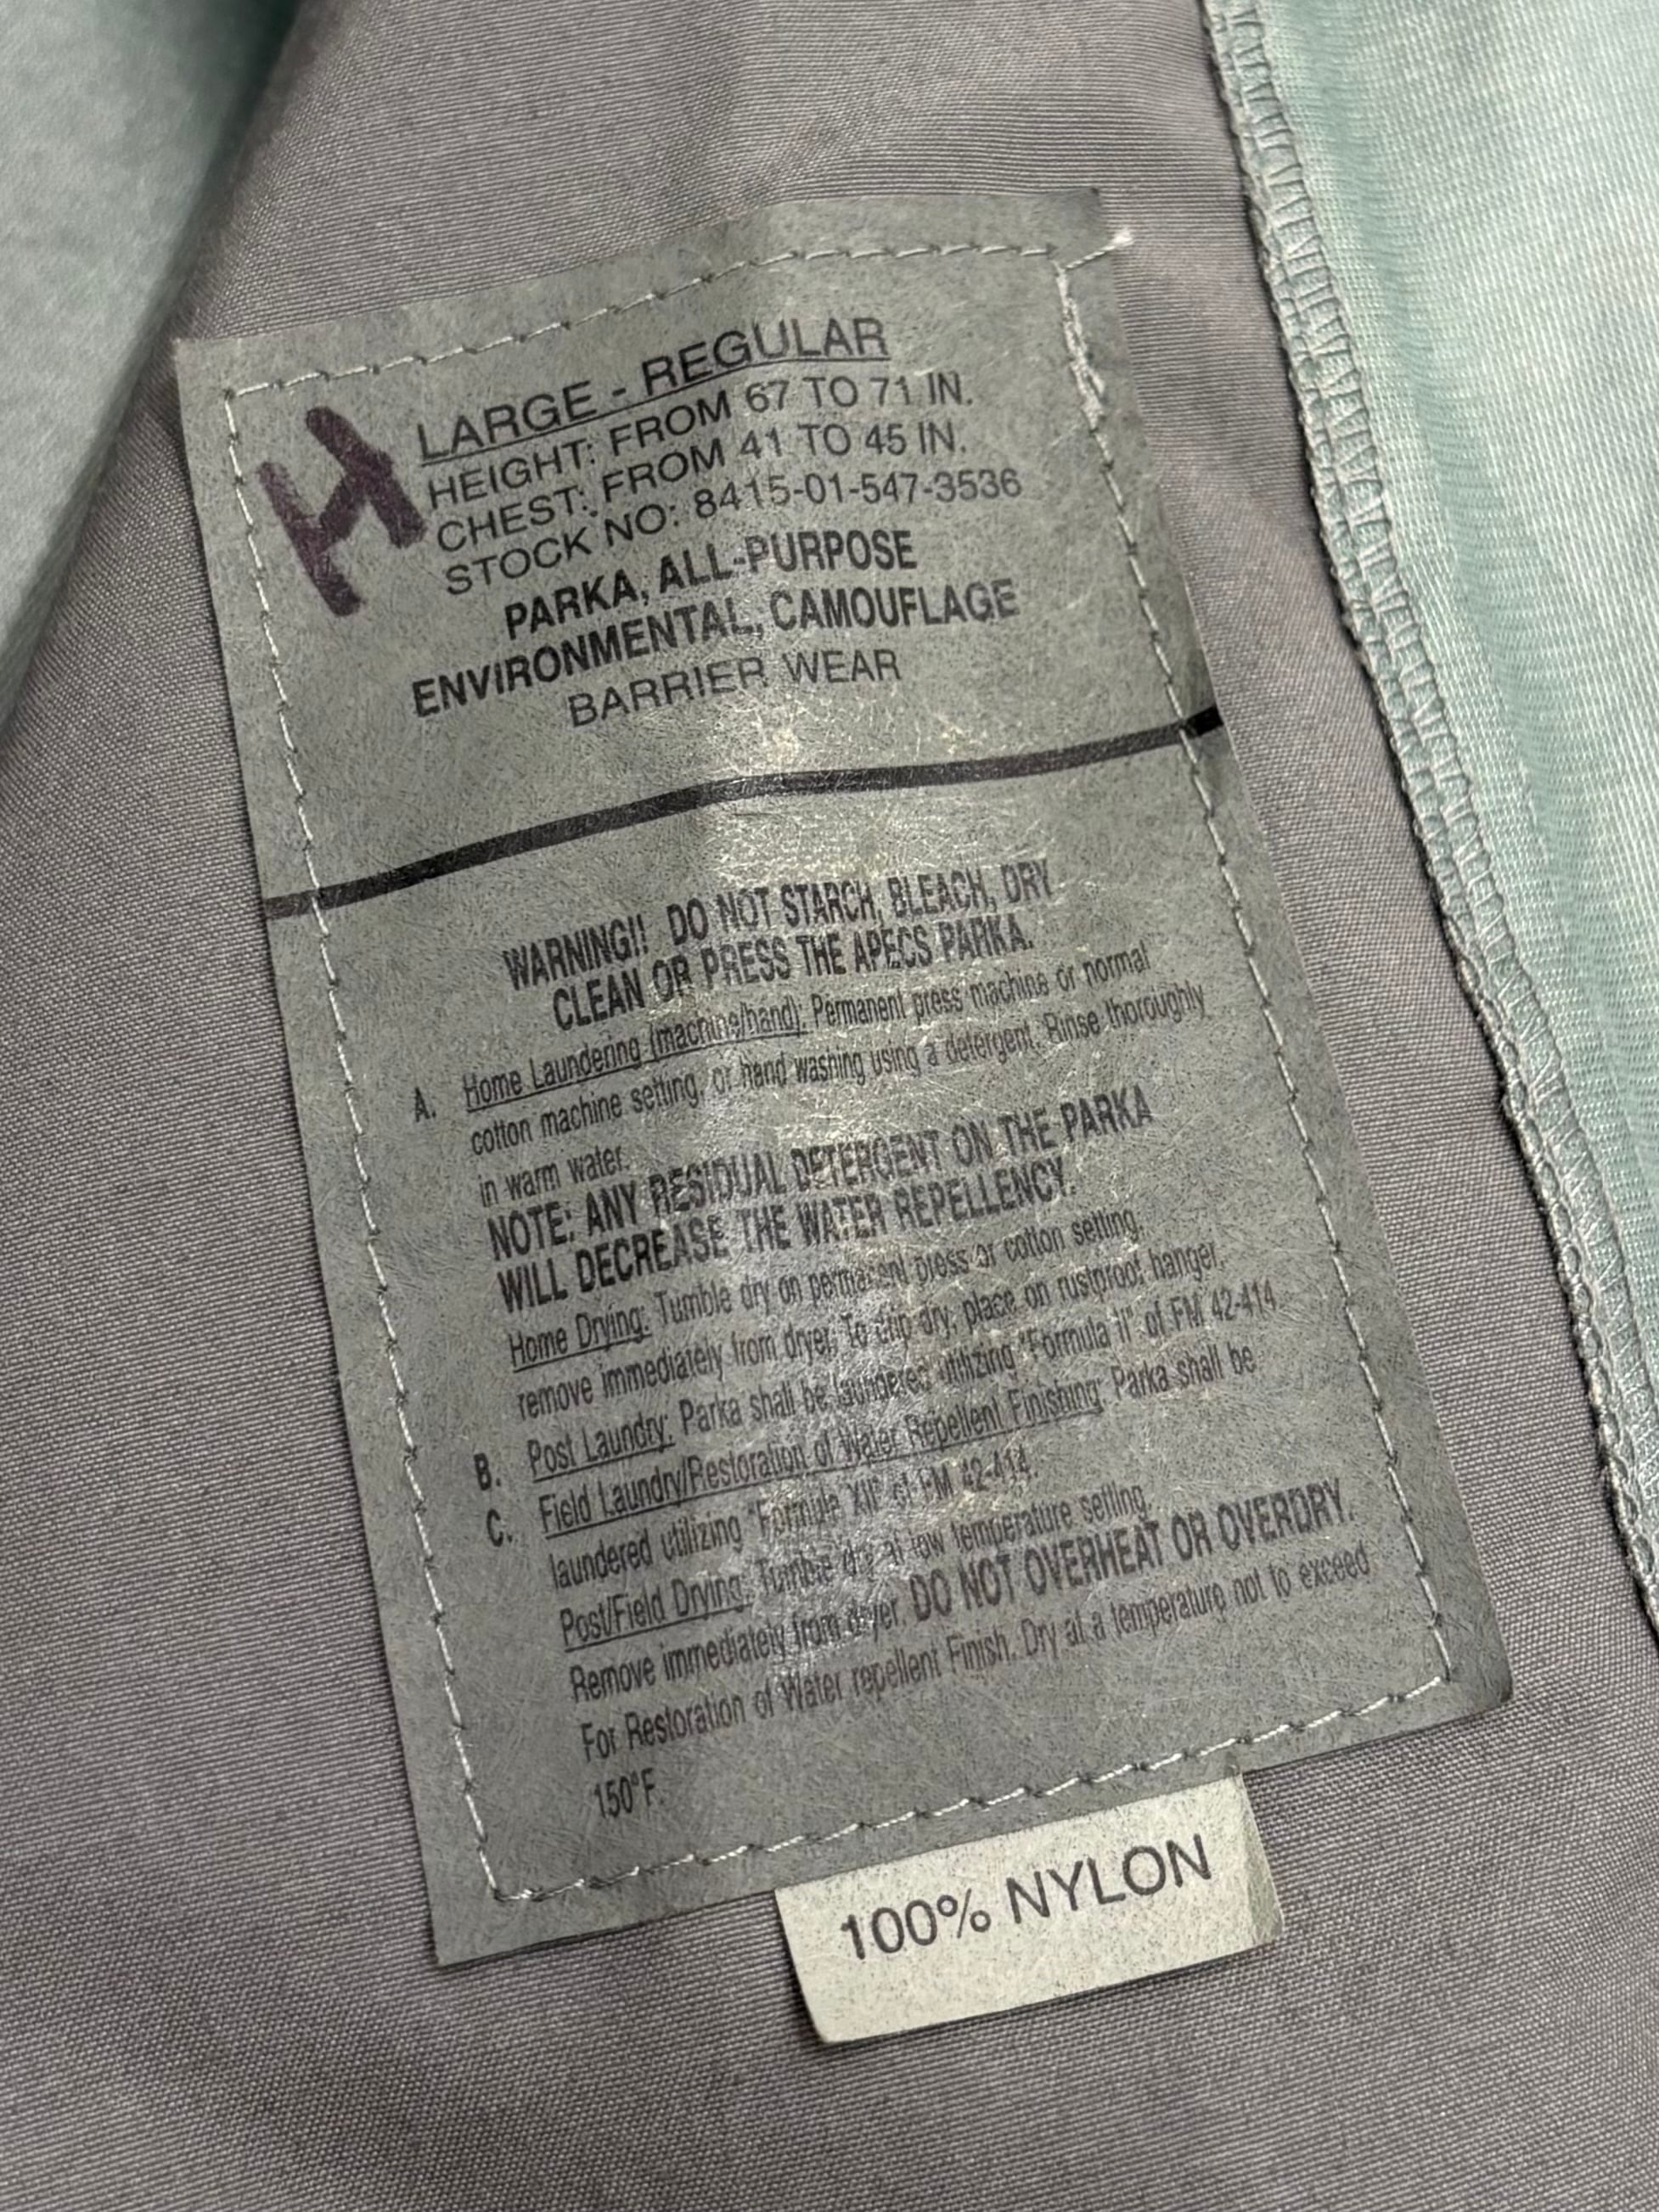 H
LARGE - REGULAR
HEIGHT: FROM 67 TO 71 IN.
CHEST: FROM 41 TO 45 IN.
STOCK NO: 8415-01-547-3536
PARKA, ALL-PURPOSE
ENVIRONMENTAL, CAMOUFLAGE
BARRIER WEAR
WARNING!! DO NOT STARCH, BLEACH, DRY
CLEAN OR PRESS THE APECS PARKA.
A. Home Laundering (machine/hand): Permanent press machine or normal
cotton machine setting, or hand washing using a detergent. Rinse thoroughly
in warm water.
NOTE: ANY RESIDUAL DETERGENT ON THE PARKA
WILL DECREASE THE WATER REPELLENCY.
Home Drying: Tumble dry on permanent press or cotton setting,
remove immediately from dryer. To drip dry, place on rustproof hanger.
B. Post Laundry: Parka shall be laundered utilizing "Formula II" of FM 42-414
C. Field Laundry/Restoration of Water Repellent Finishing: Parka shall be
laundered utilizing "Formula XII" of FM 42-414.
Post/Field Drying: Tumble dry at low temperature setting.
Remove immediately from dryer. DO NOT OVERHEAT OR OVERDRY.
For Restoration of Water repellent Finish. Dry at a temperature not to exceed
150°F.
100% NYLON